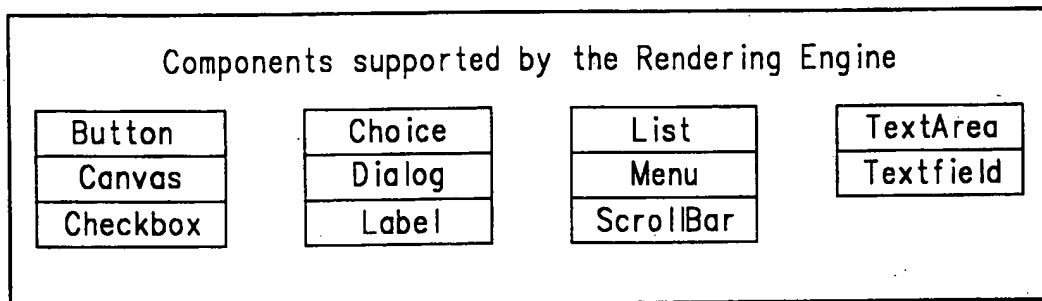 Components supported by the Rendering Engine
Button
Canvas
Checkbox
Choice
Dialog
Label
List
Menu
ScrollBar
TextArea
Textfield